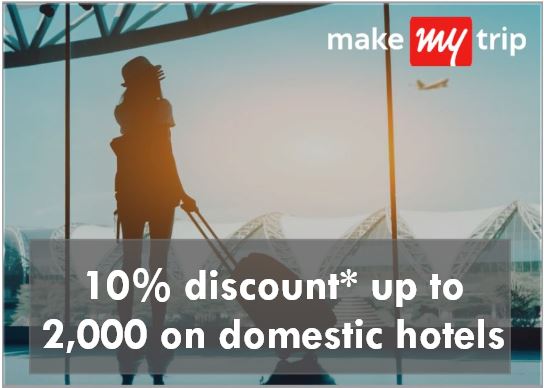 make my trip
10% discount* up to
2,000 on domestic hotels